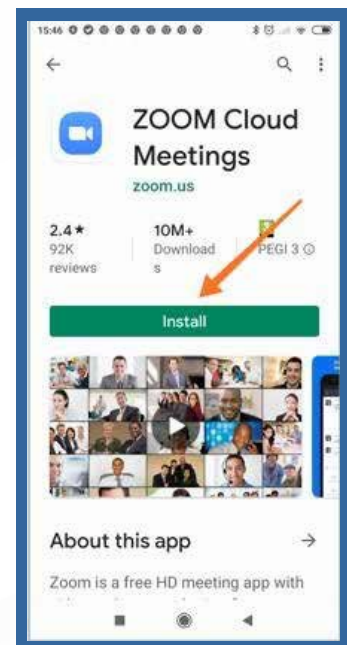 15:46
ZOOM Cloud
Meetings
zoom.us
2.4★
92K
reviews
10M+
Download
s
PEGI 3
Install
About this app
Zoom is a free HD meeting app with